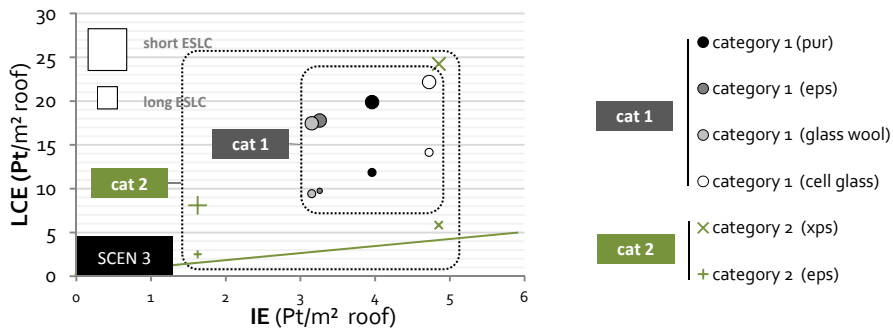 LCE (Pt/m² roof)
30
25
20
15
10
5
0
short ESLC
long ESLC
cat 1
cat 2
SCEN 3
0 1 2 3 4 5 6
IE (Pt/m² roof)
cat 1
category 1 (pur)
category 1 (eps)
category 1 (glass wool)
category 1 (cell glass)
cat 2
category 2 (xps)
category 2 (eps)